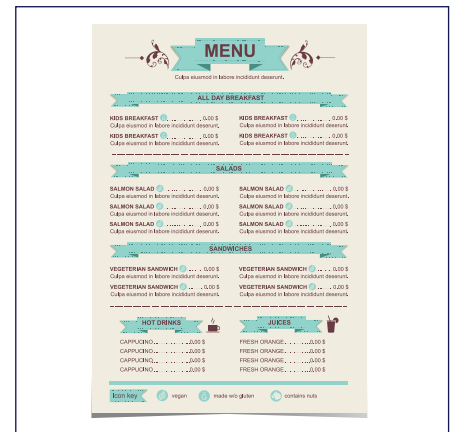 MENU
Culpa eiusmod in labore incididunt deserunt.
ALL DAY BREAKFAST
KIDS BREAKFAST 0,00 $ KIDS BREAKFAST 0,00 $
Culpa eiusmod in labore incididunt deserunt. Culpa eiusmod in labore incididunt deserunt.
KIDS BREAKFAST 0,00 $ KIDS BREAKFAST 0,00 $
Culpa eiusmod in labore incididunt deserunt. Culpa eiusmod in labore incididunt deserunt.
SALADS
SALMON SALAD 0,00 $ SALMON SALAD 0,00 $
Culpa eiusmod in labore incididunt deserunt. Culpa eiusmod in labore incididunt deserunt.
SALMON SALAD 0,00 $ SALMON SALAD 0,00 $
Culpa eiusmod in labore incididunt deserunt. Culpa eiusmod in labore incididunt deserunt.
SALMON SALAD 0,00 $ SALMON SALAD 0,00 $
Culpa eiusmod in labore incididunt deserunt. Culpa eiusmod in labore incididunt deserunt.
SANDWICHES
VEGETERIAN SANDWICH 0,00 $ VEGETERIAN SANDWICH 0,00 $
Culpa eiusmod in labore incididunt deserunt. Culpa eiusmod in labore incididunt deserunt.
VEGETERIAN SANDWICH 0,00 $ VEGETERIAN SANDWICH 0,00 $
Culpa eiusmod in labore incididunt deserunt. Culpa eiusmod in labore incididunt deserunt.
HOT DRINKS JUICES
CAPPUCINO 0,00 $ FRESH ORANGE 0,00 $
CAPPUCINO 0,00 $ FRESH ORANGE 0,00 $
CAPPUCINO 0,00 $ FRESH ORANGE 0,00 $
CAPPUCINO 0,00 $ FRESH ORANGE 0,00 $
Icon key vegan made w/o gluten contains nuts